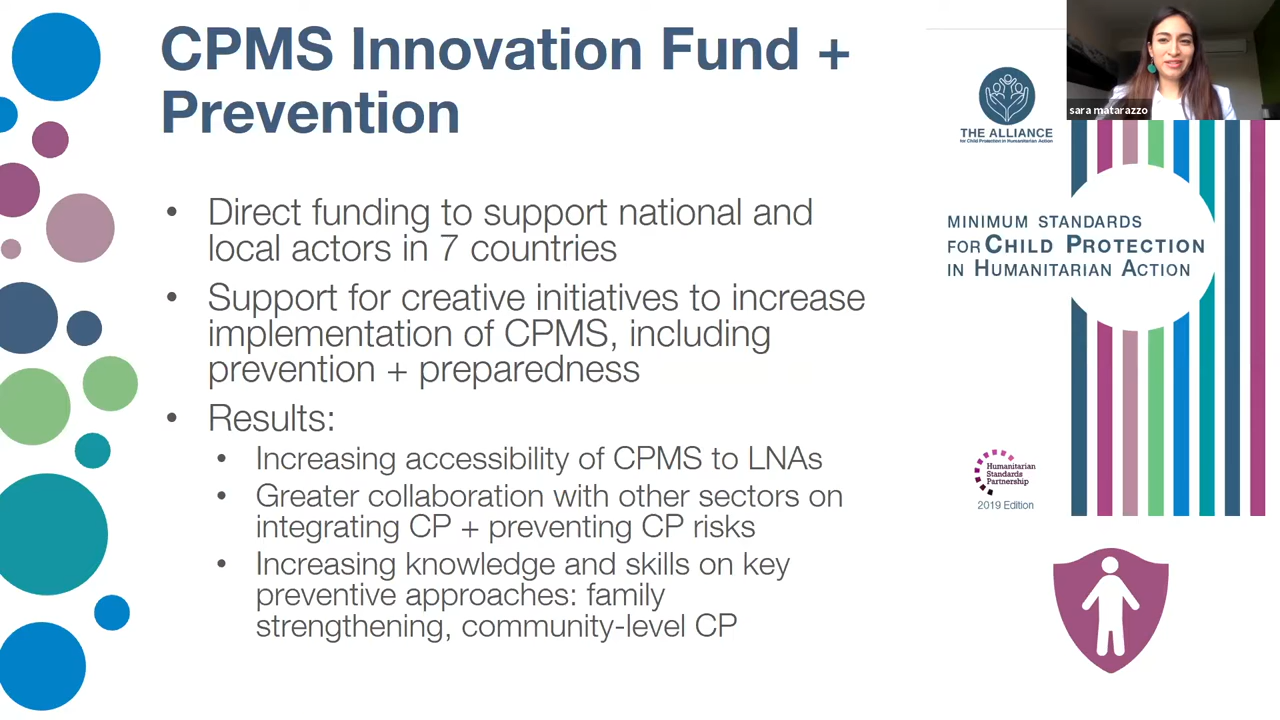 CPMS Innovation Fund +
Prevention
• Direct funding to support national and
local actors in 7 countries
• Support for creative initiatives to increase
implementation of CPMS, including
prevention + preparedness
• Results:
• Increasing accessibility of CPMS to LNAs
• Greater collaboration with other sectors on
integrating CP + preventing CP risks
• Increasing knowledge and skills on key
preventive approaches: family
strengthening, community-level CP
THE ALLIANCE
for Child Protection in Humanitarian Action
sara matarazzo
MINIMUM STANDARDS
FOR CHILD PROTECTION
IN HUMANITARIAN ACTION
Humanitarian
Standards
Partnership
2019 Edition